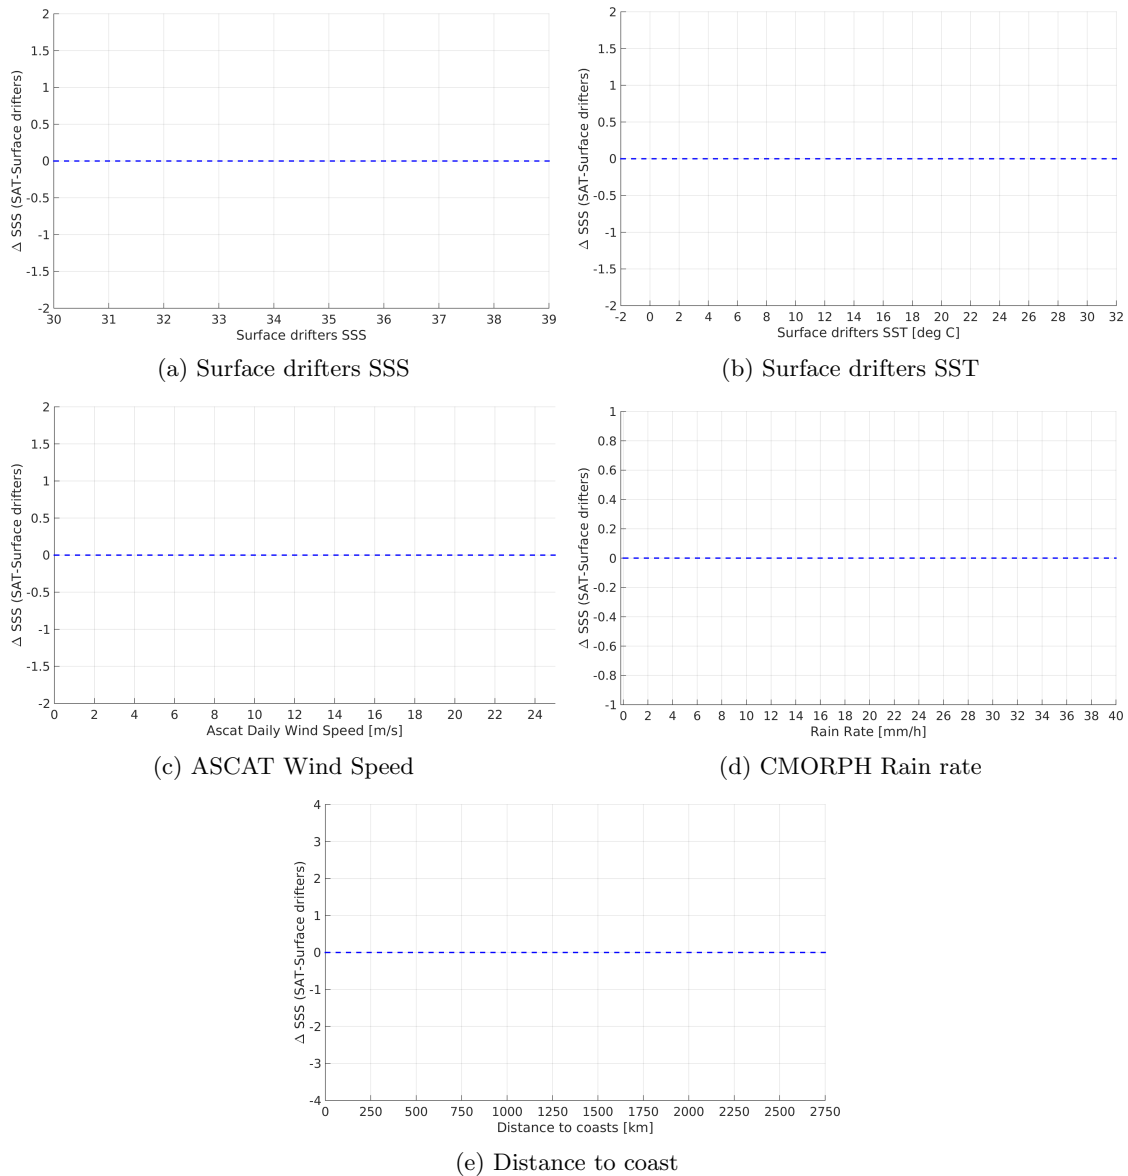 2
1.5
1
0.5
0
-0.5
-1
-1.5
-2
Δ SSS (SAT-Surface drifters)
30 31 32 33 34 35 36 37 38 39
Surface drifters SSS
(a) Surface drifters SSS
2
1.5
1
0.5
0
-0.5
-1
-1.5
-2
Δ SSS (SAT-Surface drifters)
-2 0 2 4 6 8 10 12 14 16 18 20 22 24 26 28 30 32
Surface drifters SST [deg C]
(b) Surface drifters SST
2
1.5
1
0.5
0
-0.5
-1
-1.5
-2
Δ SSS (SAT-Surface drifters)
0 2 4 6 8 10 12 14 16 18 20 22 24
Ascat Daily Wind Speed [m/s]
(c) ASCAT Wind Speed
1
0.8
0.6
0.4
0.2
0
-0.2
-0.4
-0.6
-0.8
-1
Δ SSS (SAT-Surface drifters)
0 2 4 6 8 10 12 14 16 18 20 22 24 26 28 30 32 34 36 38 40
Rain Rate [mm/h]
(d) CMORPH Rain rate
4
3
2
1
0
-1
-2
-3
-4
Δ SSS (SAT-Surface drifters)
0 250 500 750 1000 1250 1500 1750 2000 2250 2500 2750
Distance to coasts [km]
(e) Distance to coast